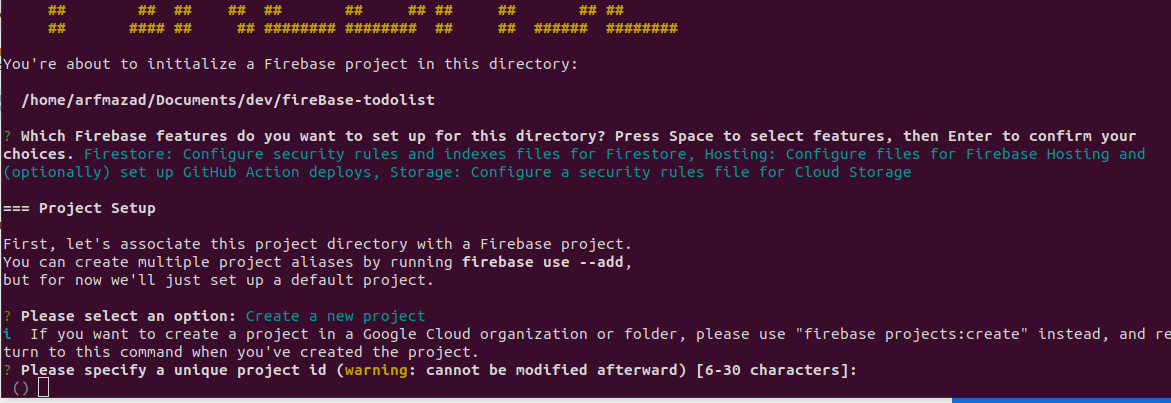 ## ## ## ## ## ## ## ## ## ## ##
## #### ## ## ######## ######## ## ## ###### ########
You're about to initialize a Firebase project in this directory:
/home/arfmazad/Documents/dev/fireBase-todolist
? Which Firebase features do you want to set up for this directory? Press Space to select features, then Enter to confirm your
choices. Firestore: Configure security rules and indexes files for Firestore, Hosting: Configure files for Firebase Hosting and
(optionally) set up GitHub Action deploys, Storage: Configure a security rules file for Cloud Storage
=== Project Setup
First, let's associate this project directory with a Firebase project.
You can create multiple project aliases by running firebase use --add,
but for now we'll just set up a default project.
? Please select an option: Create a new project
i  If you want to create a project in a Google Cloud organization or folder, please use "firebase projects:create" instead, and re
turn to this command when you've created the project.
? Please specify a unique project id (warning: cannot be modified afterward) [6-30 characters]:
()